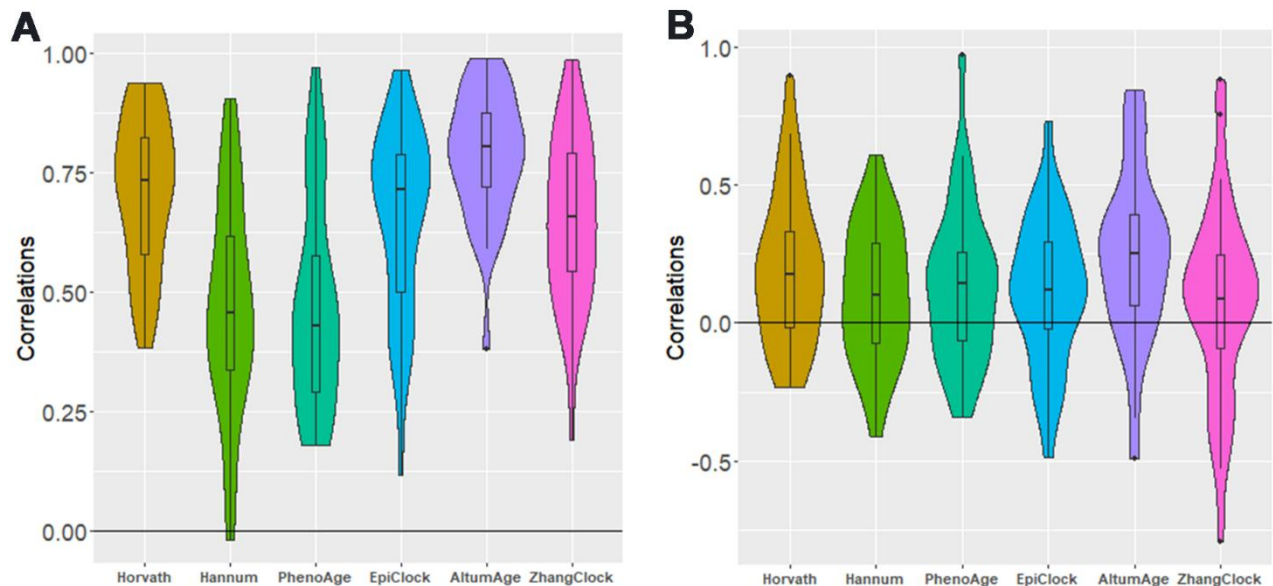 A
Correlations
1.00
0.75
0.50
0.25
0.00
Horvath Hannum PhenoAge EpiClock AltumAge ZhangClock
B
Correlations
1.0
0.5
0.0
-0.5
Horvath Hannum PhenoAge EpiClock AltumAge ZhangClock